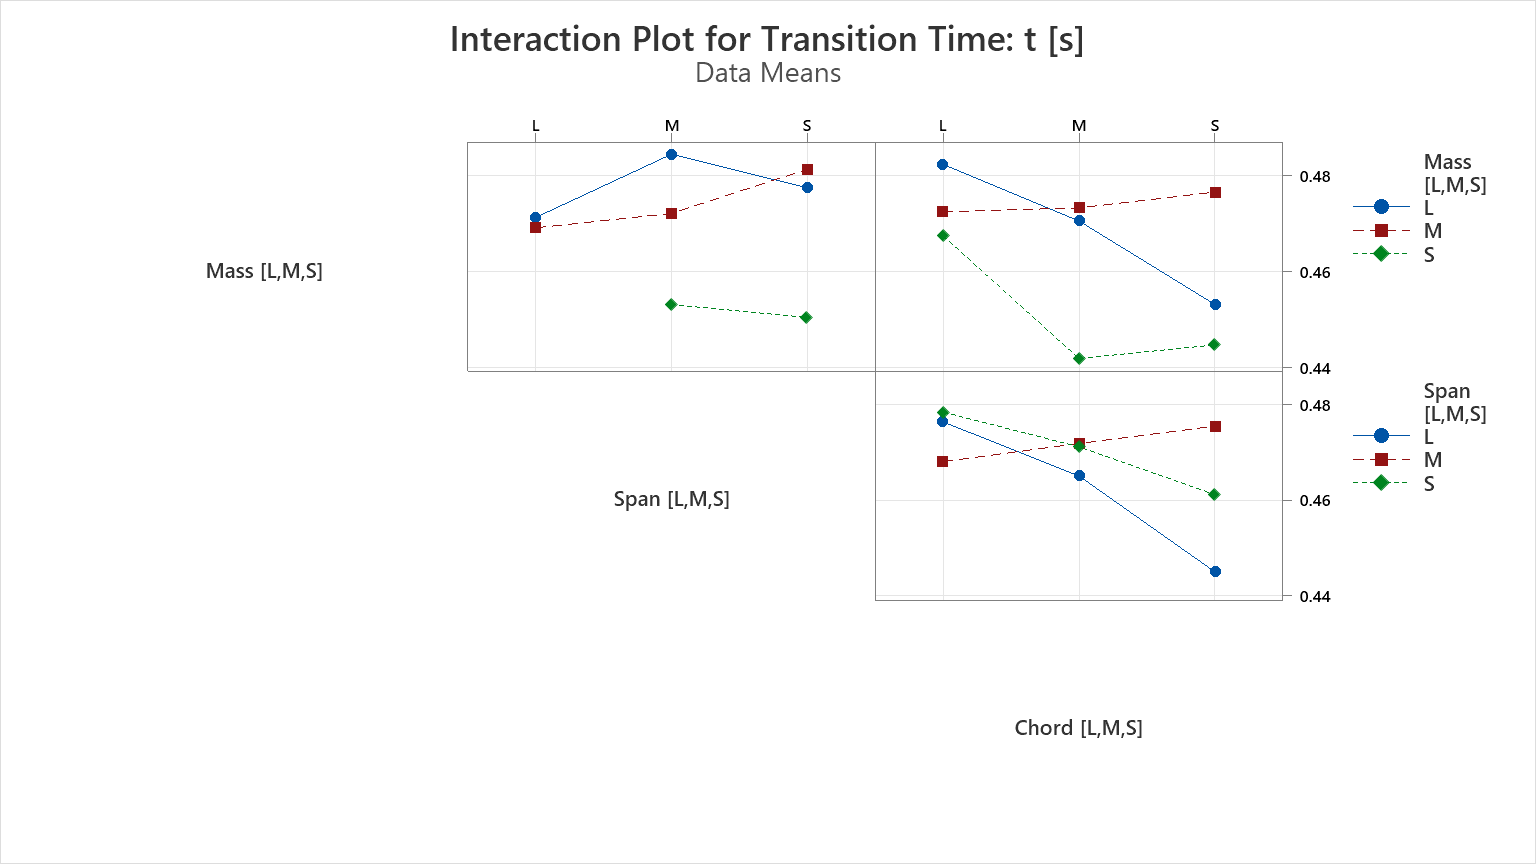 Interaction Plot for Transition Time: t [s]
Data Means
L M S L M S
Mass
[L,M,S]
L
M
S
0.48
0.46
0.44
Mass [L,M,S]
Span
[L,M,S]
L
M
S
0.48
0.46
0.44
Span [L,M,S]
Chord [L,M,S]